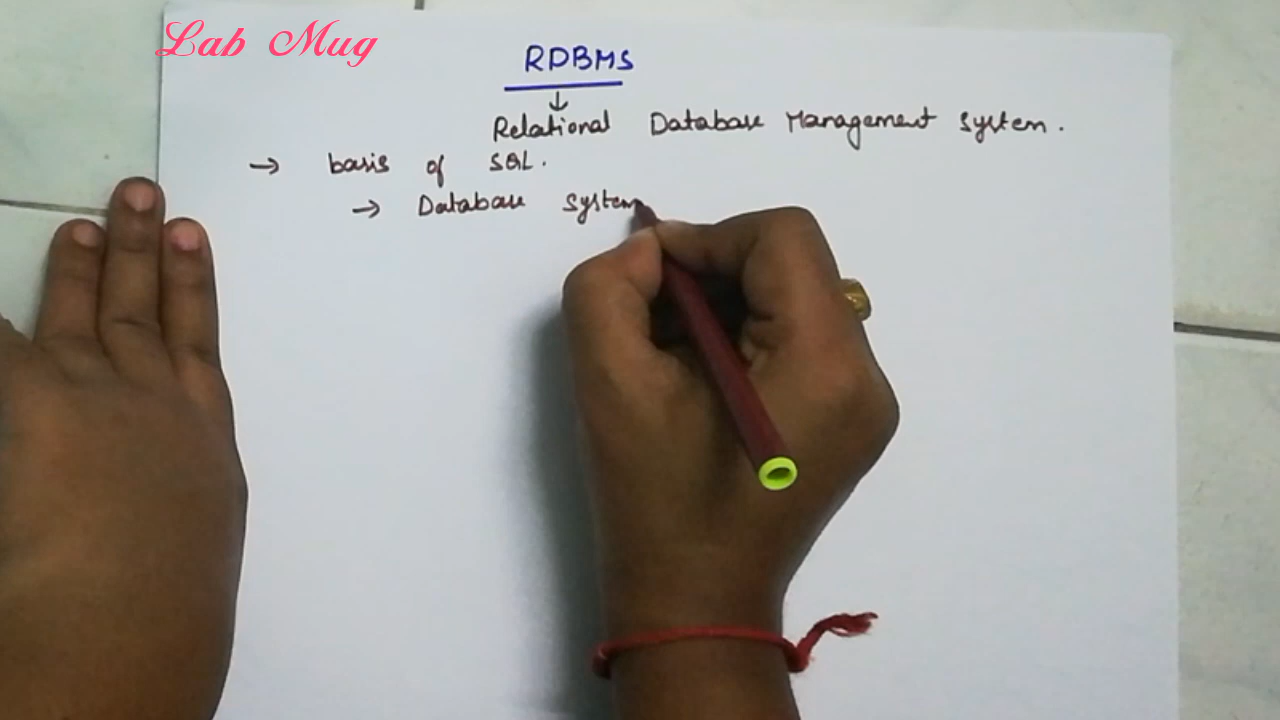 Lab Mug
RDBMS
↓
Relational Database Management System.
→ basis of SQL.
→ Database System